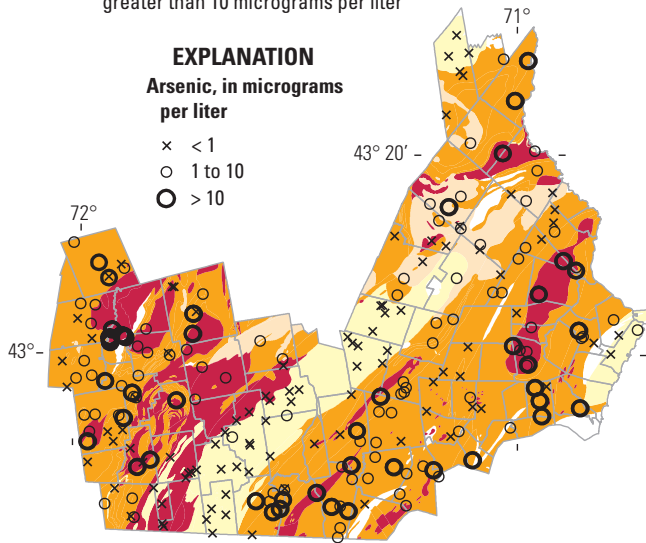 greater than 10 micrograms per liter
71°
EXPLANATION
Arsenic, in micrograms
per liter
× < 1
○ 1 to 10
○ > 10
43° 20'
72°
43°